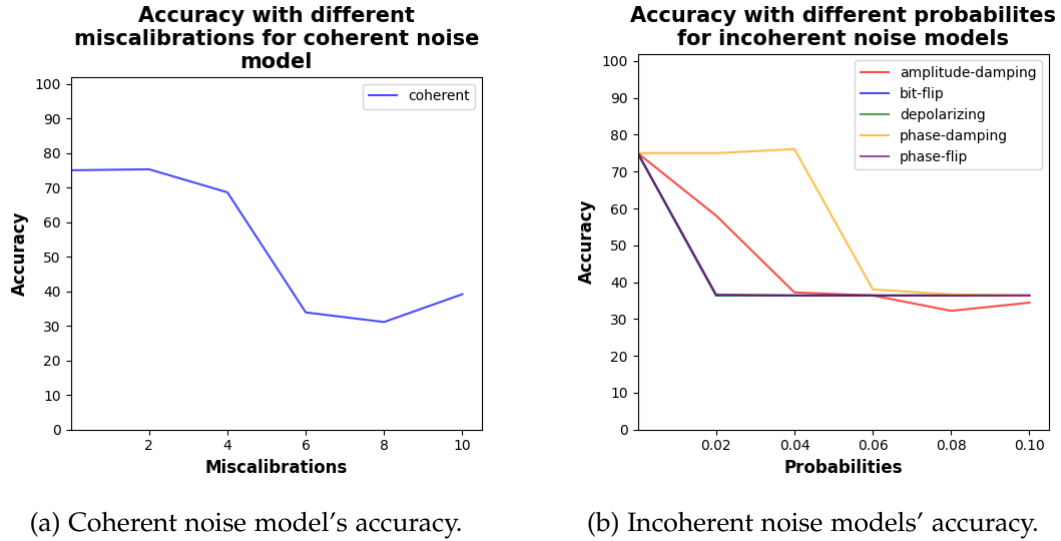 Accuracy with different
miscalibrations for coherent noise
model
100
90
80
70
60
50
40
30
20
10
0
Accuracy
coherent
2 4 6 8 10
Miscalibrations
(a) Coherent noise model's accuracy.
Accuracy with different probabilites
for incoherent noise models
100
90
80
70
60
50
40
30
20
10
0
Accuracy
amplitude-damping
bit-flip
depolarizing
phase-damping
phase-flip
0.02 0.04 0.06 0.08 0.10
Probabilities
(b) Incoherent noise models' accuracy.